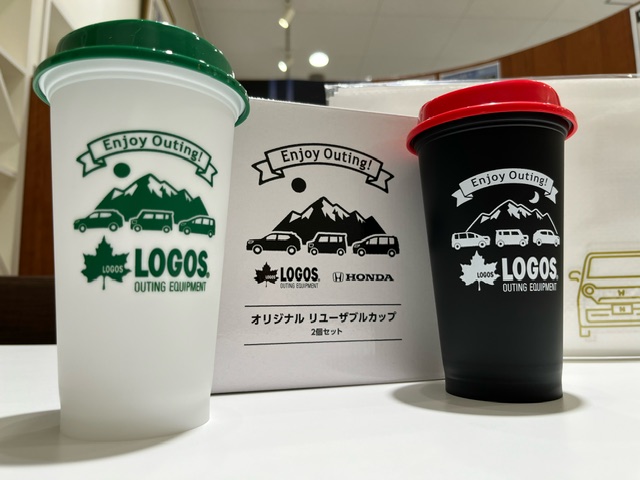 Enjoy Outing!
LOGOS
LOGOS
OUTING EQUIPMENT
Enjoy Outing!
LOGOS
OUTING EQUIPMENT
HONDA
オリジナル リユーザブルカップ
2個セット
Enjoy Outing!
LOGOS
LOGOS
OUTING EQUIPMENT